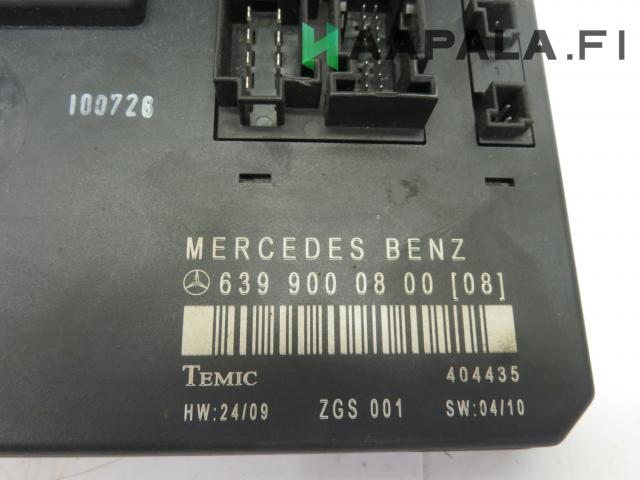 HAAPALA.FI
100726
MERCEDES BENZ
639 900 08 00 [08]
TEMIC 404435
HW:24/09 ZGS 001 SW:04/10